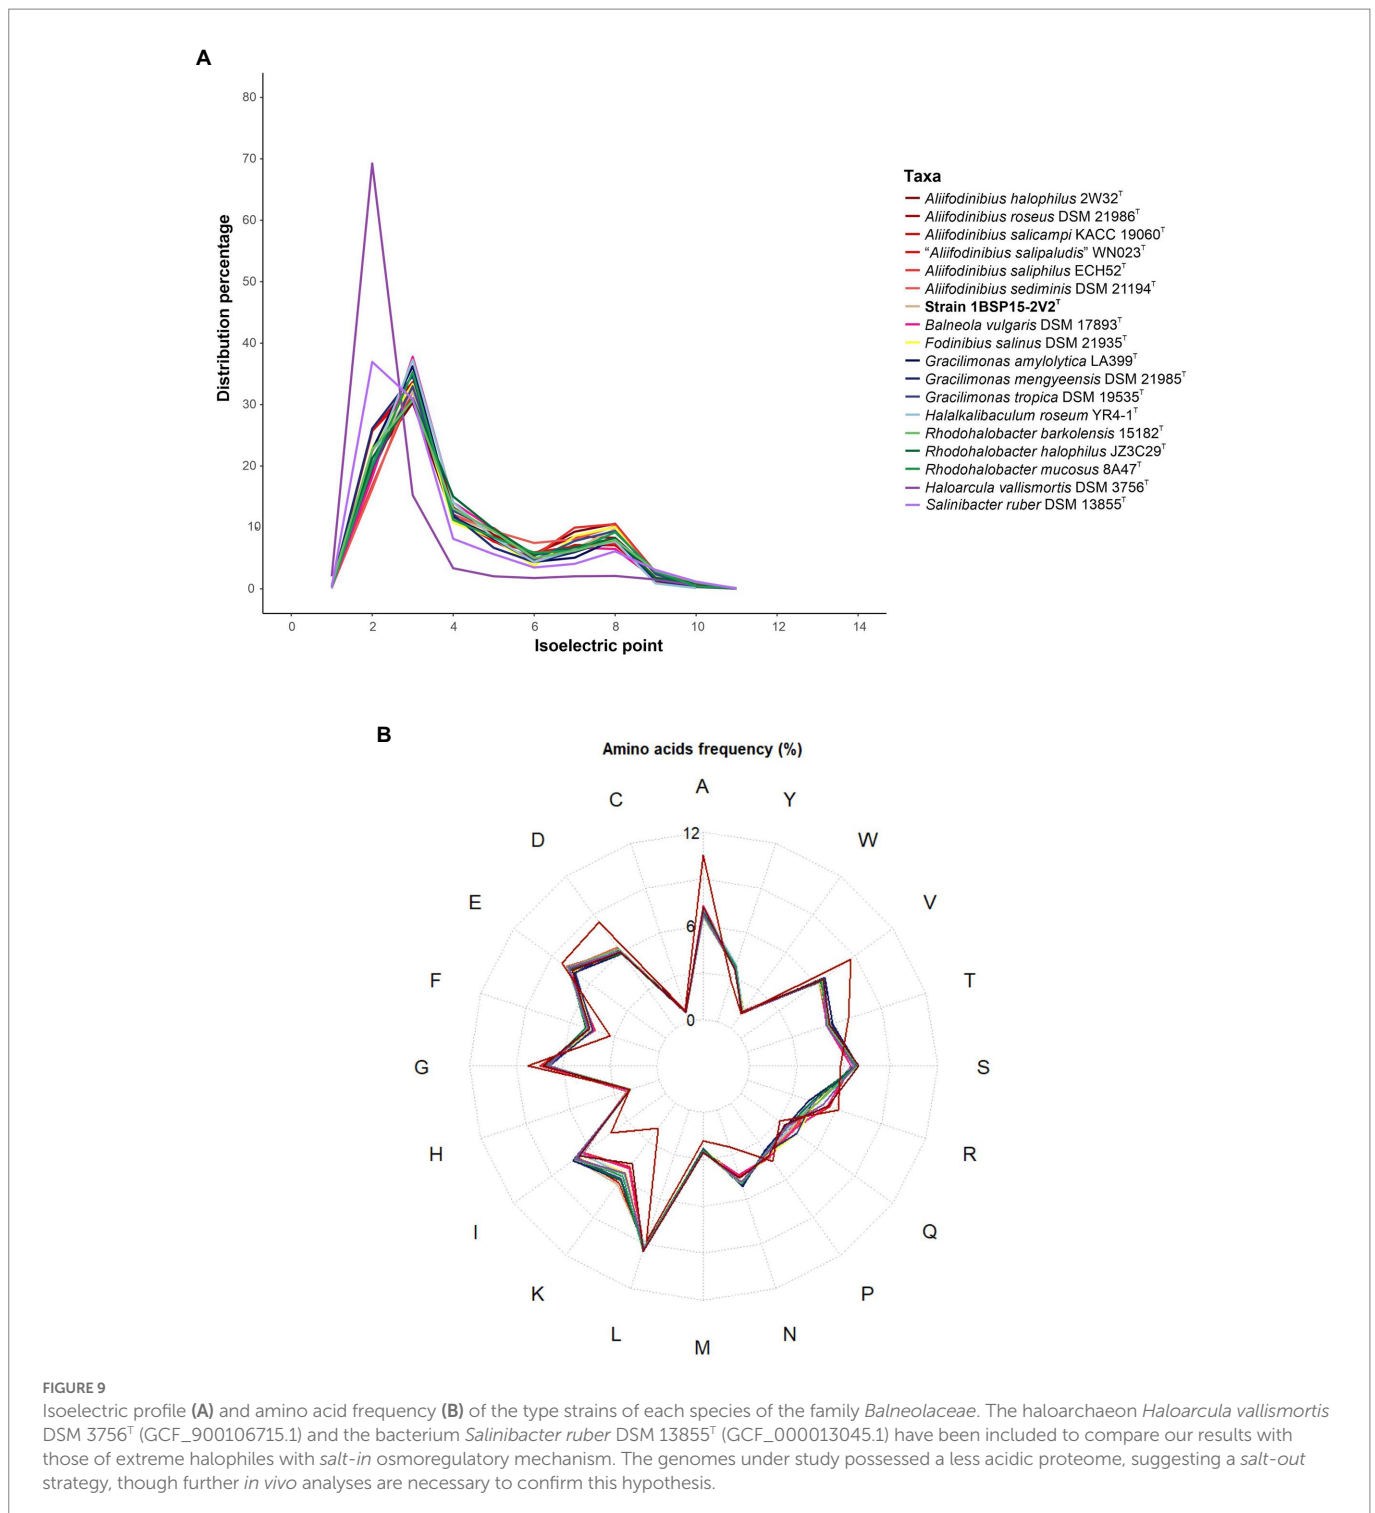 A
80
70
60
50
40
30
20
10
0
0
0 2 4 6 8 10 12 14
Distribution percentage
Isoelectric point
Taxa
Aliifodinibius halophilus 2W32ᵀ
Aliifodinibius roseus DSM 21986ᵀ
Aliifodinibius salicampi KACC 19060ᵀ
“Aliifodinibius salipaludis” WN023ᵀ
Aliifodinibius saliphilus ECH52ᵀ
Aliifodinibius sediminis DSM 21194ᵀ
Strain 1BSP15-2V2ᵀ
Balneola vulgaris DSM 17893ᵀ
Fodinibius salinus DSM 21935ᵀ
Gracilimonas amylolytica LA399ᵀ
Gracilimonas mengyeensis DSM 21985ᵀ
Gracilimonas tropica DSM 19535ᵀ
Halalkalibaculum roseum YR4-1ᵀ
Rhodohalobacter barkolensis 15182ᵀ
Rhodohalobacter halophilus JZ3C29ᵀ
Rhodohalobacter mucosus 8A47ᵀ
Haloarcula vallismortis DSM 3756ᵀ
Salinibacter ruber DSM 13855ᵀ
B
Amino acids frequency (%)
A
C
D
E
F
G
H
I
K
L
M
N
P
Q
R
S
T
V
W
Y
12
6
0
FIGURE 9
Isoelectric profile (A) and amino acid frequency (B) of the type strains of each species of the family Balneolaceae. The haloarchaeon Haloarcula vallismortis
DSM 3756ᵀ (GCF_900106715.1) and the bacterium Salinibacter ruber DSM 13855ᵀ (GCF_000013045.1) have been included to compare our results with
those of extreme halophiles with salt-in osmoregulatory mechanism. The genomes under study possessed a less acidic proteome, suggesting a salt-out
strategy, though further in vivo analyses are necessary to confirm this hypothesis.